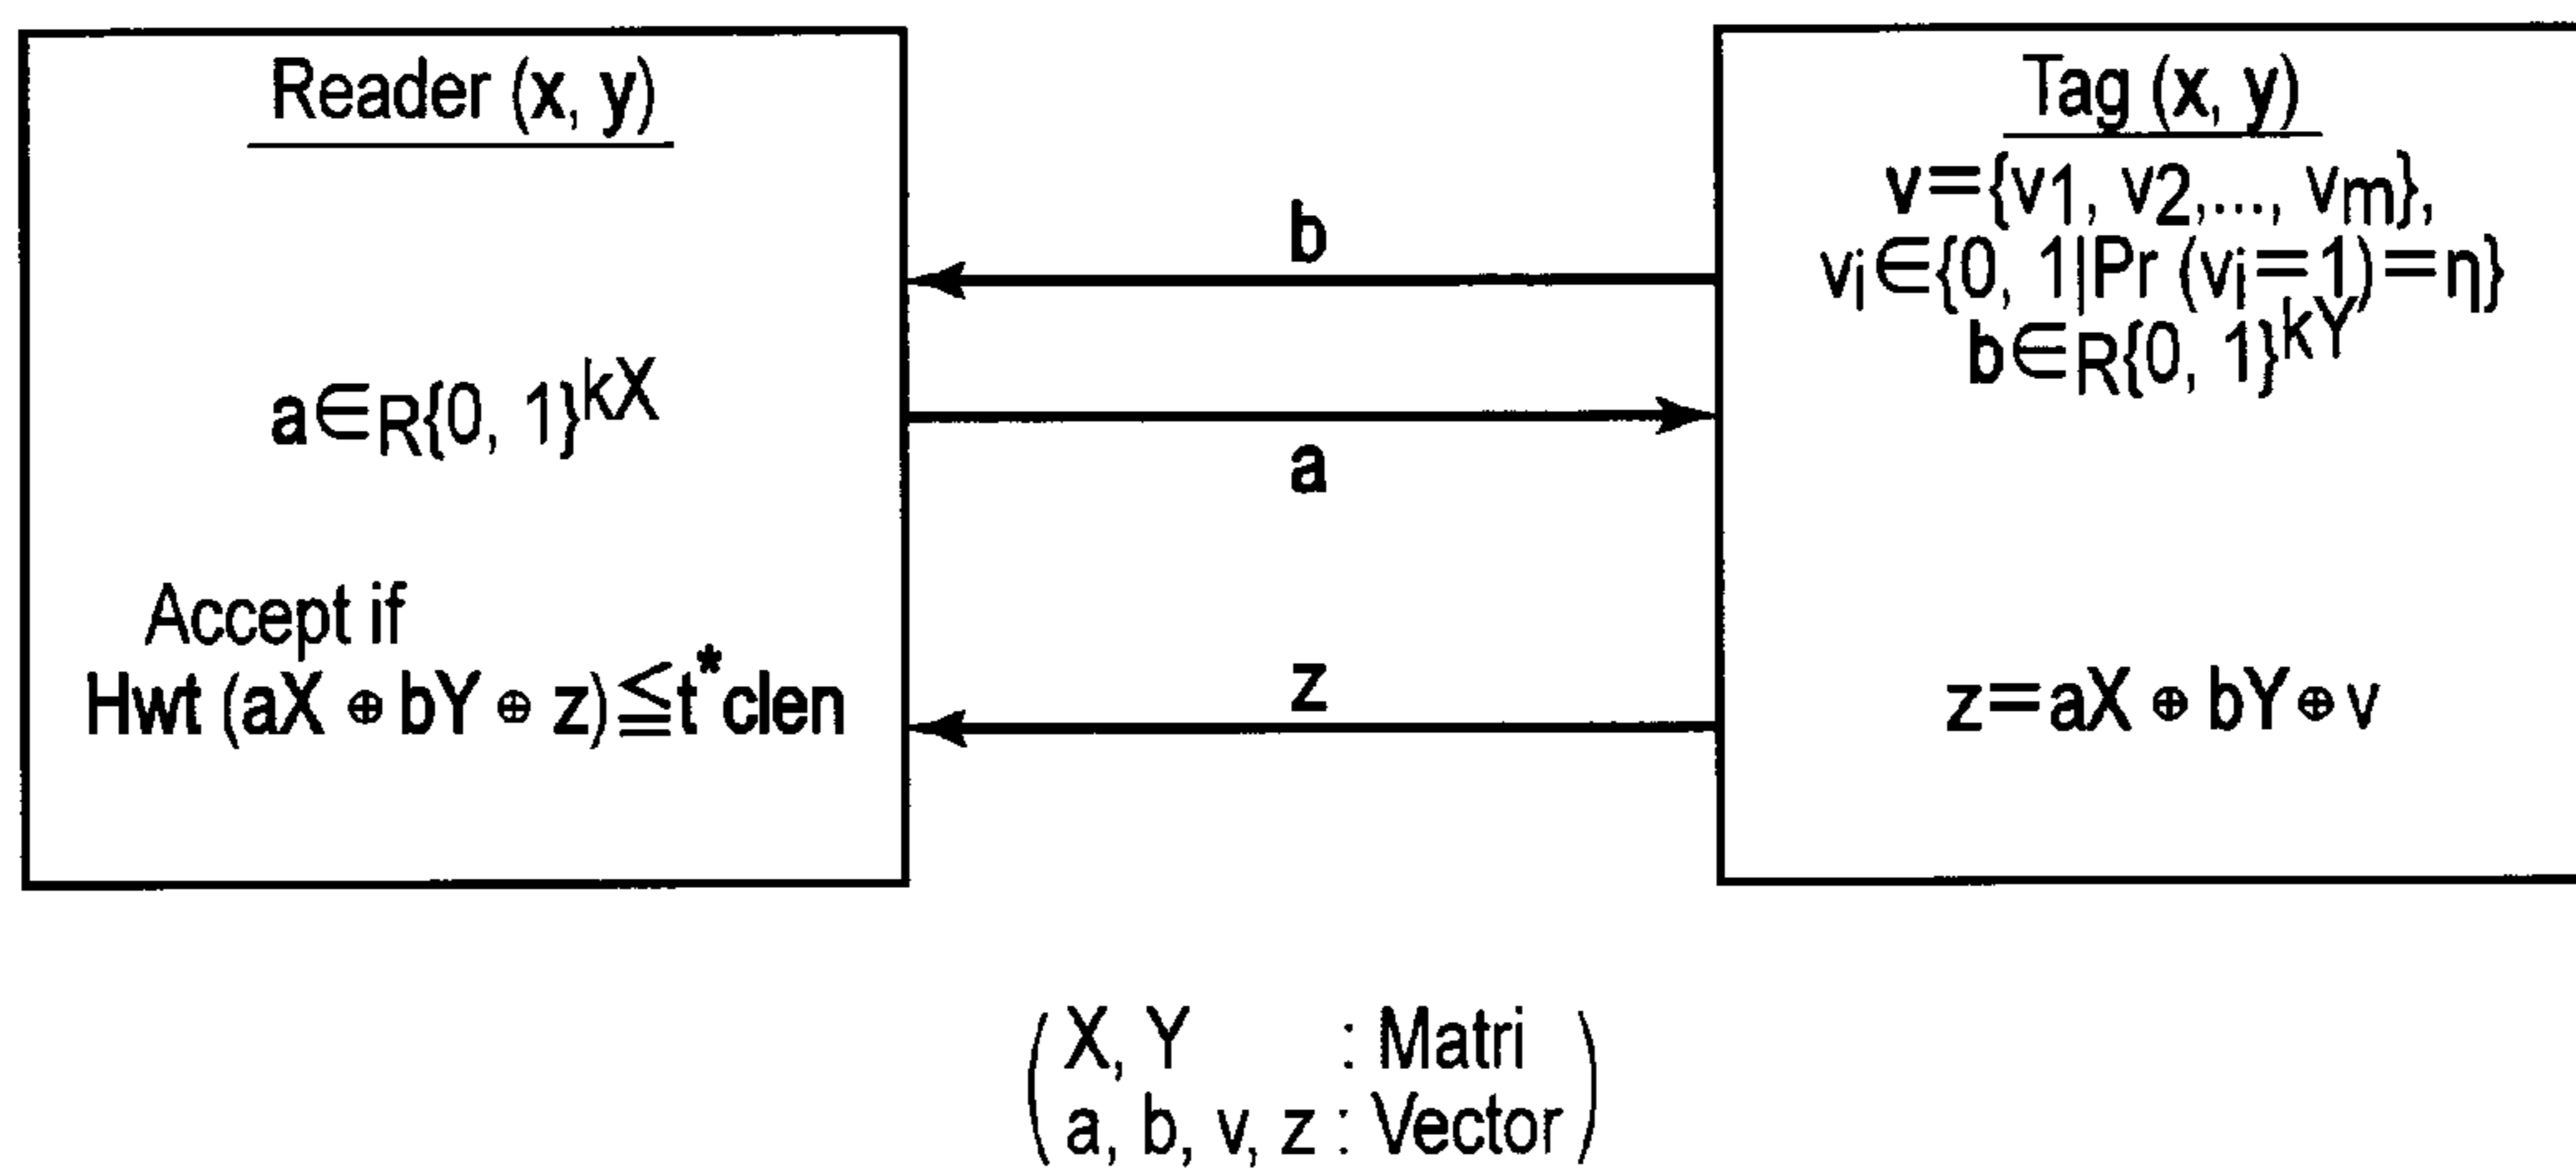 Reader (x, y)
a∈R{0, 1}kX
Accept if
Hwt (aX ⊕ bY ⊕ z)≦t*clen
b
a
z
Tag (x, y)
v={v1, v2,..., vm},
vi∈{0, 1|Pr (vi=1)=η}
b∈R{0, 1}kY
z=aX ⊕ bY⊕ v
X, Y : Matri
a, b, v, z : Vector